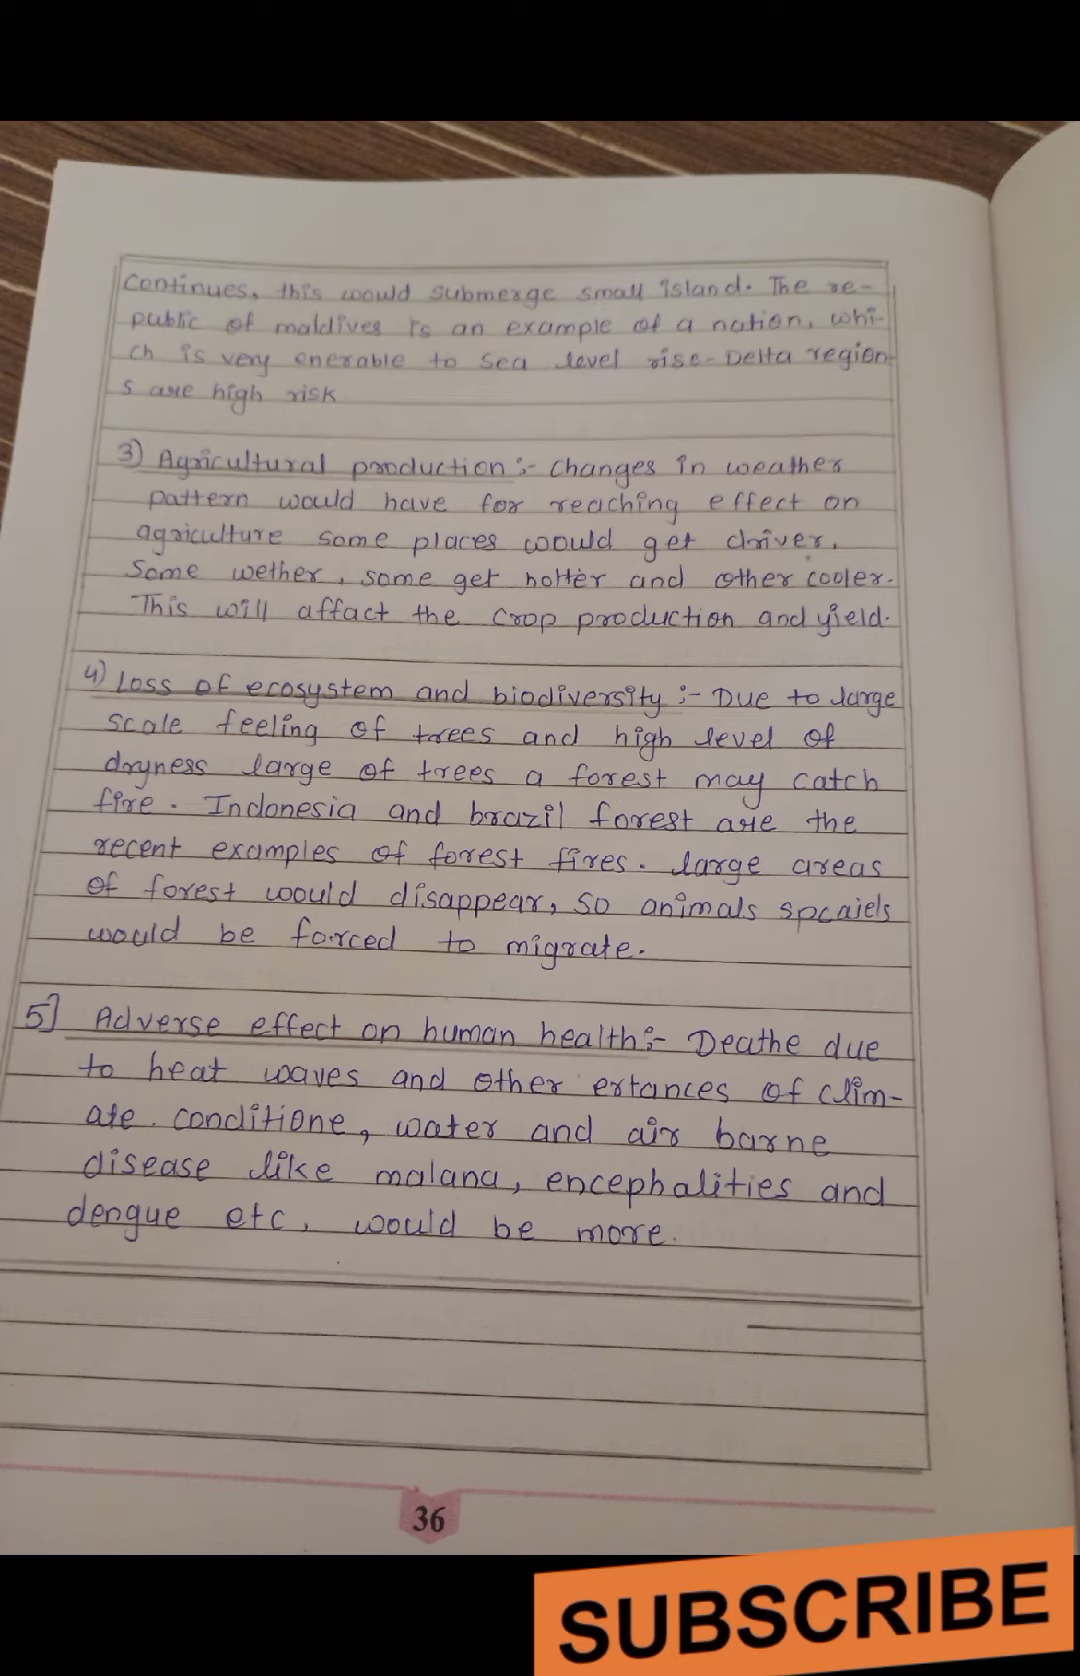 continues, this would submerge small island. The re-
public of maldives is an example of a nation, whi-
ch is very enerable to sea level rise - Delta region-
s are high risk
3) Agricultural production :- changes in weather
pattern would have for reaching effect on
agriculture some places would get driver.
Some wether, some get hotter and other cooler.
This will affact the crop production and yield.
4) Loss of ecosystem and biodiversity :- Due to large
scale feeling of trees and high level of
dryness large of trees a forest may catch
fire. Indonesia and brazil forest are the
recent examples of forest fires. large areas
of forest would disappear, so animals spcaiels
would be forced to migrate.
5] Adverse effect on human health :- Deathe due
to heat waves and other extances of clim-
ate. conditione, water and air barne
disease like malana, encephalities and
dengue etc, would be more.
36
SUBSCRIBE